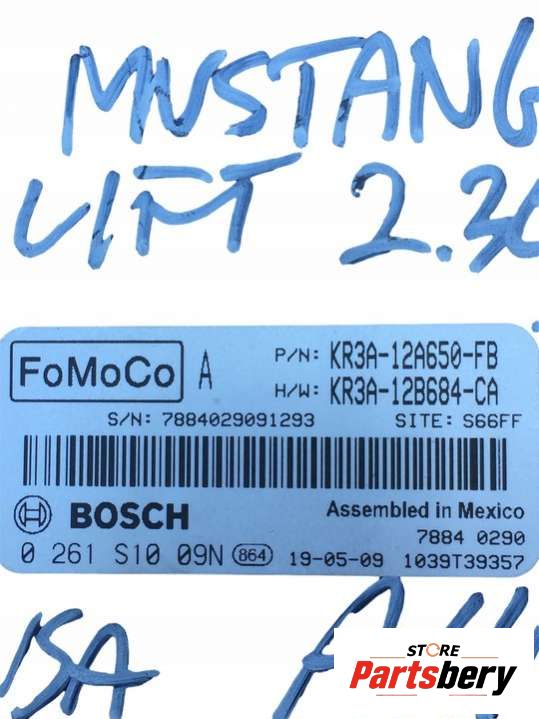 MUSTANG
LIFT 2.3
FoMoCo A P/N: KR3A-12A650-FB
H/W: KR3A-12B684-CA
S/N: 7884029091293 SITE: S66FF
BOSCH Assembled in Mexico
7884 0290
0 261 S10 09N 864 19-05-09 1039T39357
USA
STORE
Partsbery